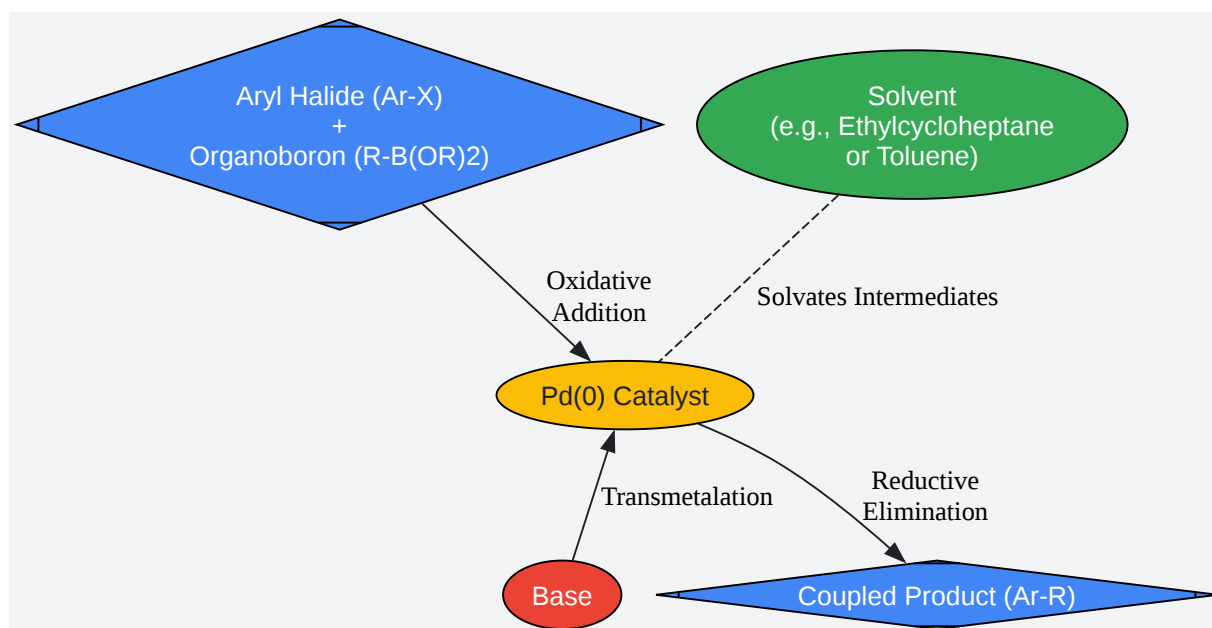 Aryl Halide (Ar-X)
+
Organoboron (R-B(OR)2)
Solvent
(e.g., Ethylcycloheptane
or Toluene)
Oxidative
Addition
Solvates Intermediates
Pd(0) Catalyst
Transmetalation
Reductive
Elimination
Base
Coupled Product (Ar-R)